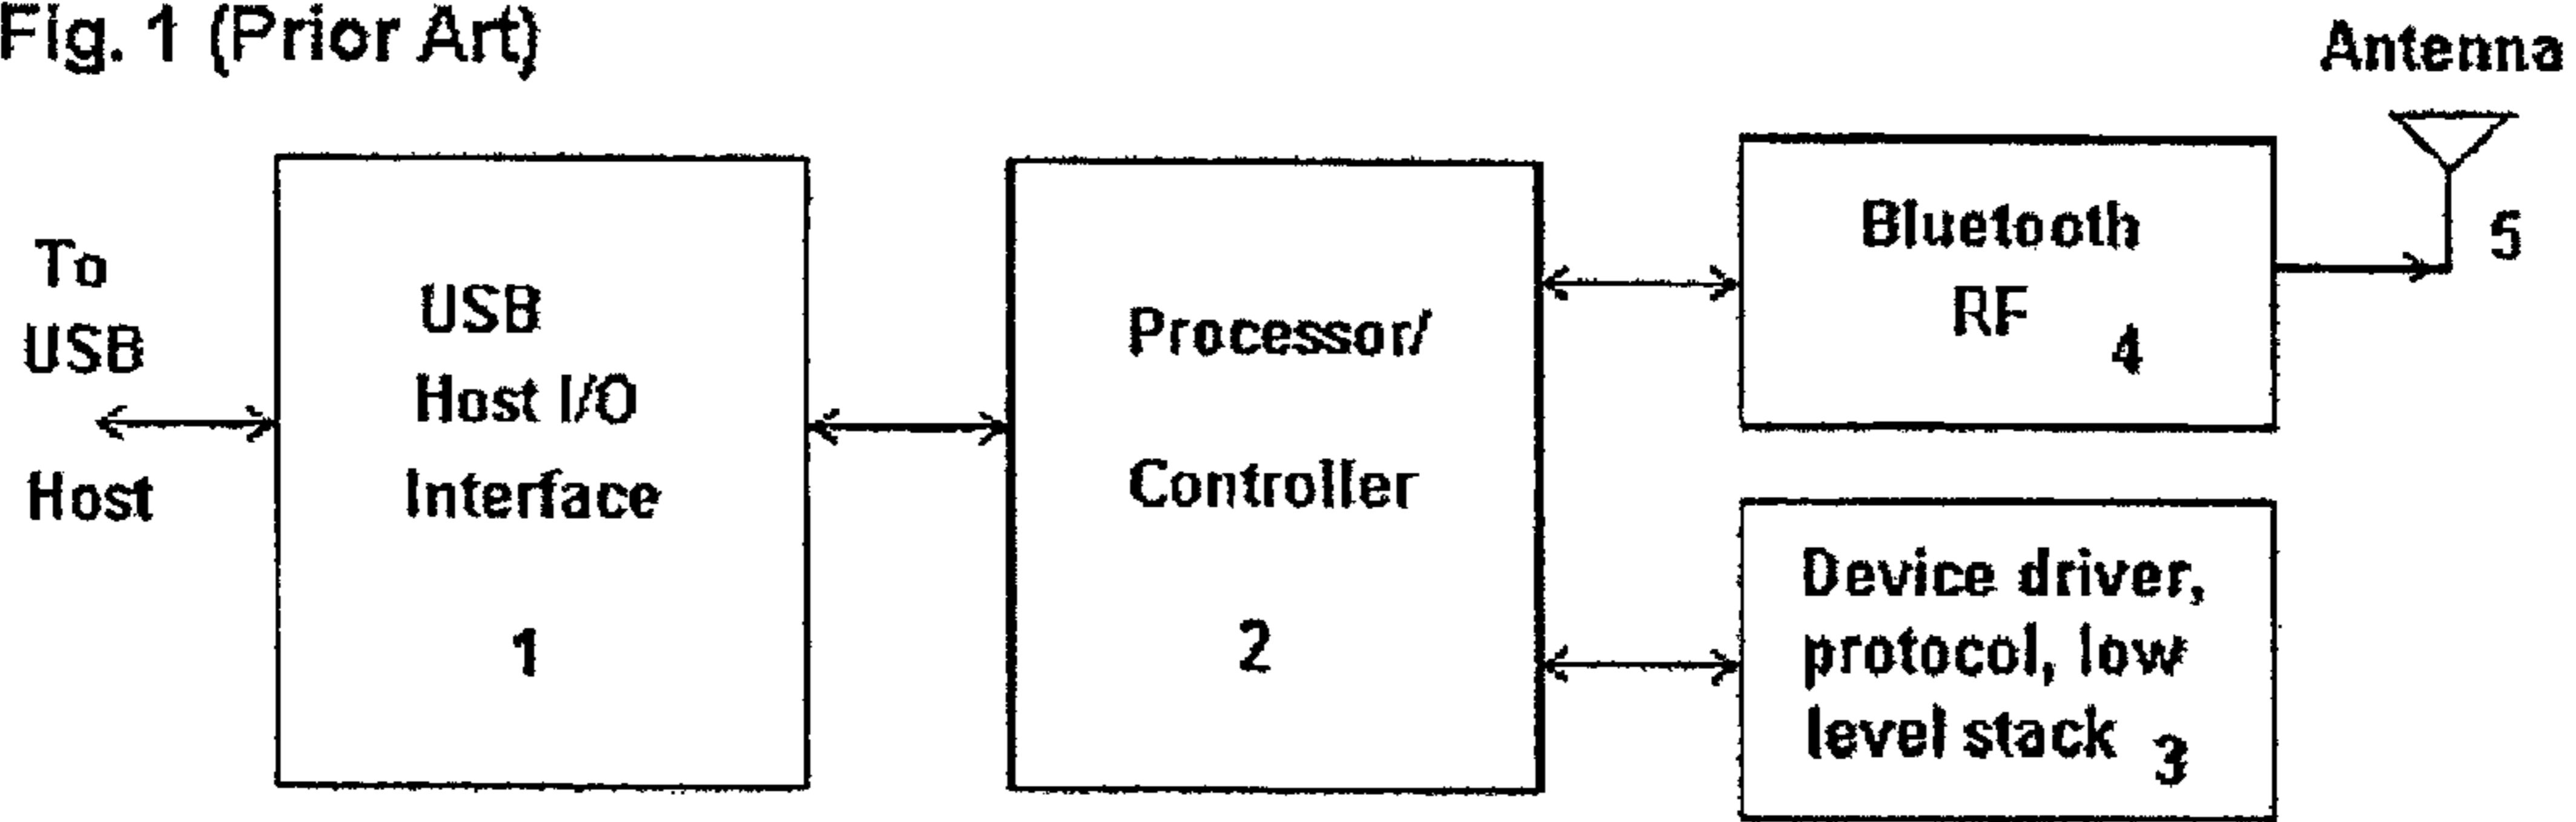 Fig. 1 (Prior Art)
Antenna
5
To
USB
Host
USB
Host I/O
Interface
1
Processor/
Controller
2
Bluetooth
RF
4
Device driver,
protocol, low
level stack
3